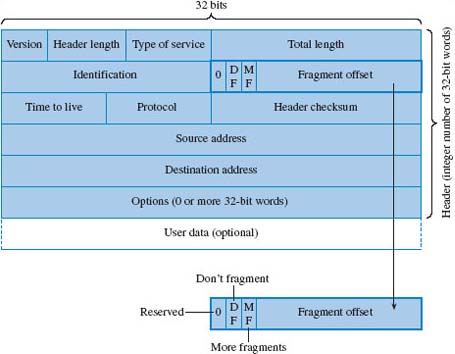 32 bits
Version Header length Type of service Total length
Identification 0 D F M F Fragment offset
Time to live Protocol Header checksum
Source address
Destination address
Options (0 or more 32-bit words)
User data (optional)
Header (integer number of 32-bit words)
Don't fragment
Reserved 0 D F M F Fragment offset
More fragments